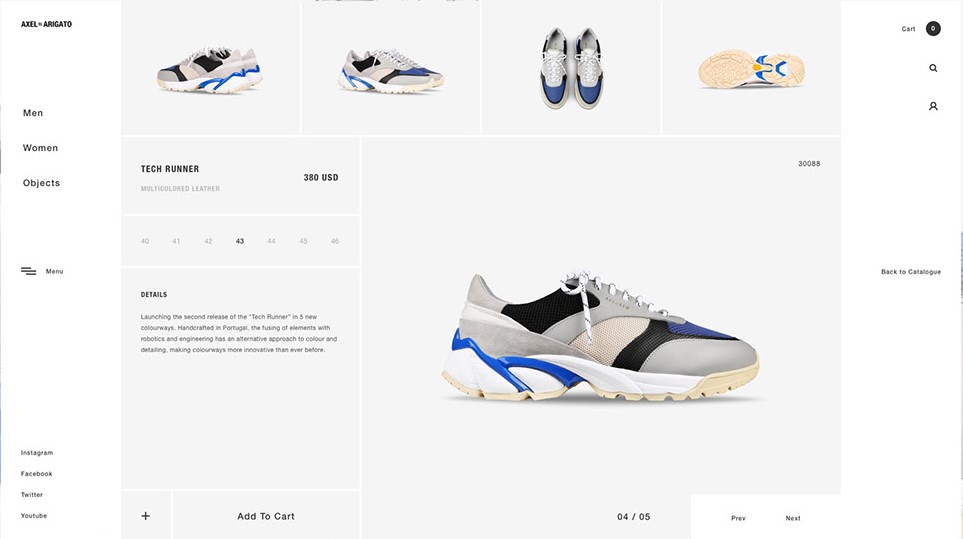 AXEL ARIGATO
Cart 0
Men
Women
Objects
Menu
Instagram
Facebook
Twitter
Youtube
TECH RUNNER
MULTICOLORED LEATHER
380 USD
40 41 42 43 44 45 46
DETAILS
Launching the second release of the "Tech Runner" in 5 new
colourways. Handcrafted in Portugal, the fusing of elements with
robotics and engineering has an alternative approach to colour and
detailing, making colourways more innovative than ever before.
+ Add To Cart
30088
04 / 05
Prev Next
Back to Catalogue